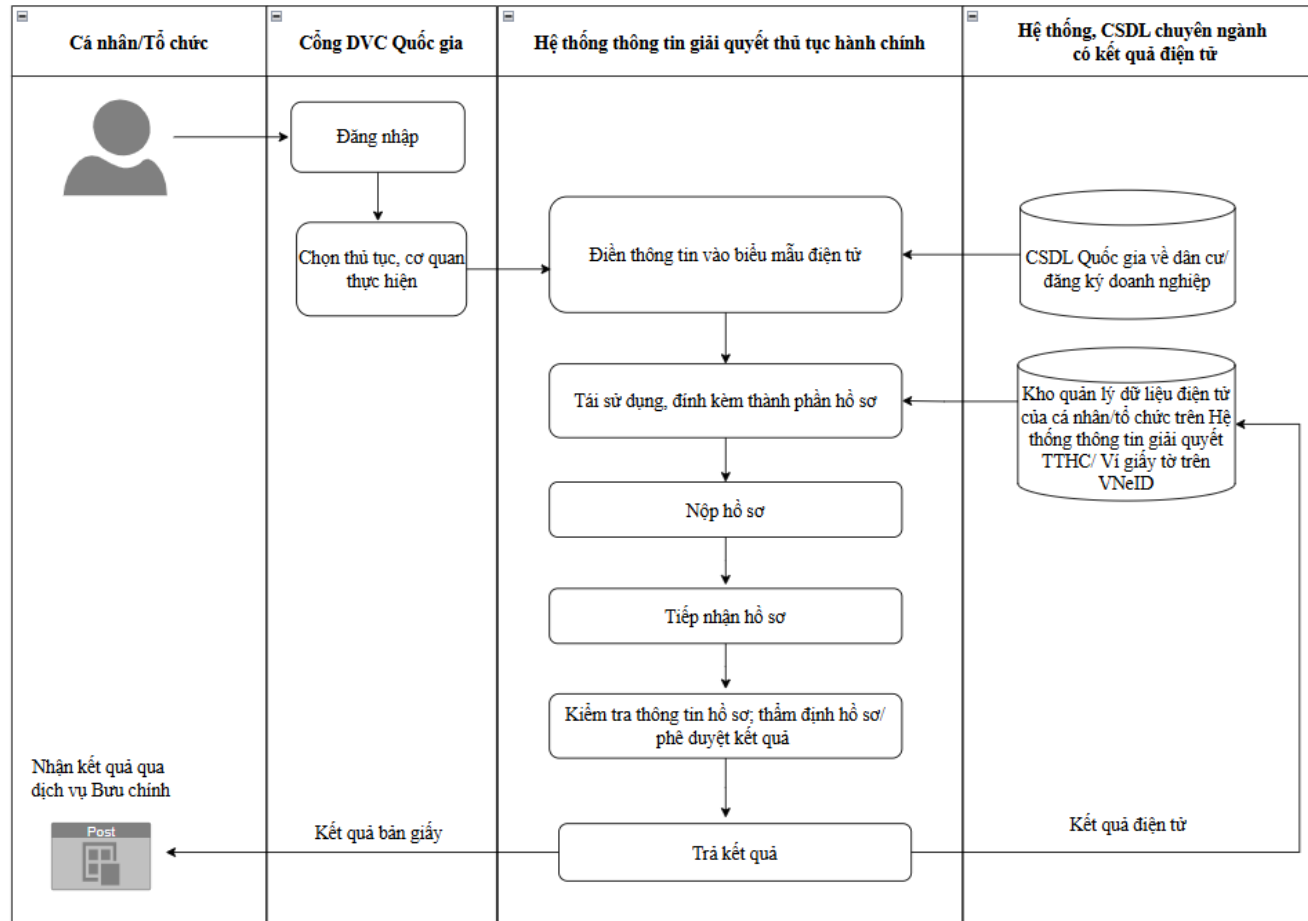 Cá nhân/Tổ chức
Cổng DVC Quốc gia
Hệ thống thông tin giải quyết thủ tục hành chính
Hệ thống, CSDL chuyên ngành
có kết quả điện tử
Đăng nhập
Chọn thủ tục, cơ quan
thực hiện
Điền thông tin vào biểu mẫu điện tử
CSDL Quốc gia về dân cư/
đăng ký doanh nghiệp
Tái sử dụng, đính kèm thành phần hồ sơ
Kho quản lý dữ liệu điện tử
của cá nhân/tổ chức trên Hệ
thống thông tin giải quyết
TTHC/ Ví giấy tờ trên
VNeID
Nộp hồ sơ
Tiếp nhận hồ sơ
Kiểm tra thông tin hồ sơ; thẩm định hồ sơ/
phê duyệt kết quả
Nhận kết quả qua
dịch vụ Bưu chính
Post
Kết quả bản giấy
Trả kết quả
Kết quả điện tử